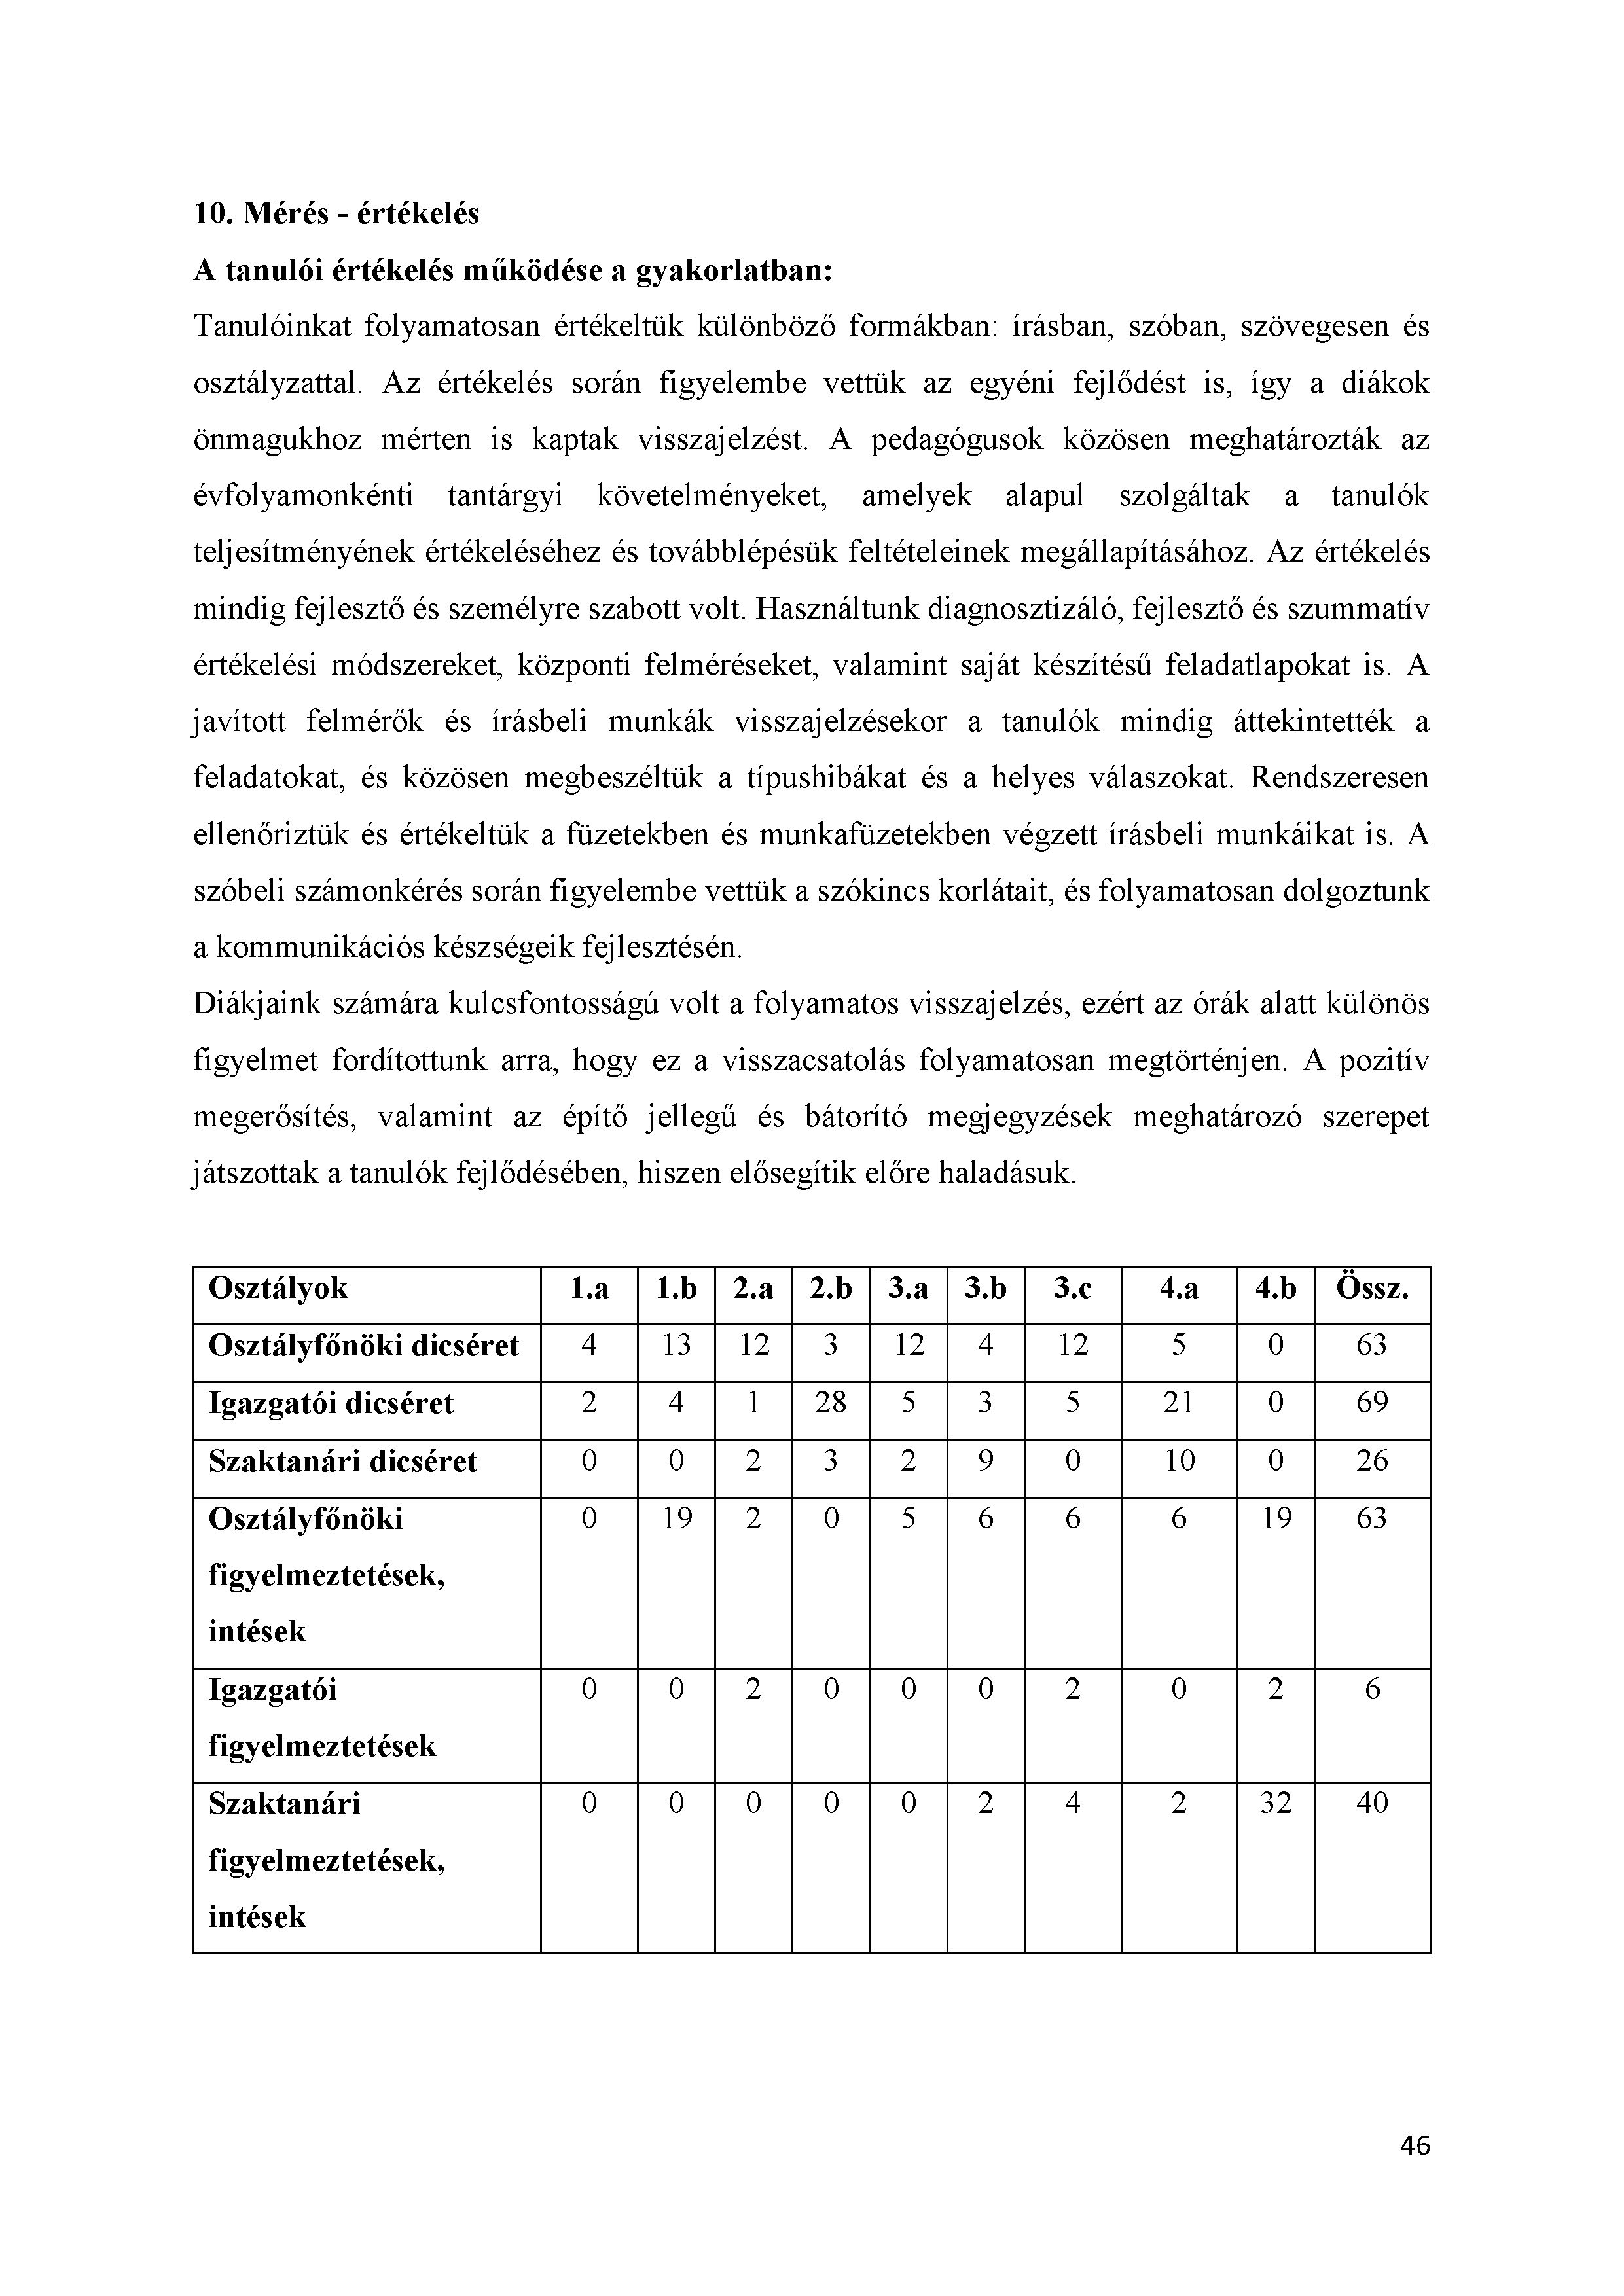 10. Mérés - értékelés
A tanulói értékelés működése a gyakorlatban:
Tanulóinkat folyamatosan értékeltük különböző formákban: írásban, szóban, szövegesen és
osztályzattal. Az értékelés során figyelembe vettük az egyéni fejlődést is, így a diákok
önmagukhoz mérten is kaptak visszajelzést. A pedagógusok közösen meghatározták az
évfolyamonkénti tantárgyi követelményeket, amelyek alapul szolgáltak a tanulók
teljesítményének értékeléséhez és továbblépésük feltételeinek megállapításához. Az értékelés
mindig fejlesztő és személyre szabott volt. Használtunk diagnosztizáló, fejlesztő és szummatív
értékelési módszereket, központi felméréseket, valamint saját készítésű feladatlapokat is. A
javított felmérők és írásbeli munkák visszajelzésekor a tanulók mindig áttekintették a
feladatokat, és közösen megbeszéltük a típushibákat és a helyes válaszokat. Rendszeresen
ellenőriztük és értékeltük a füzetekben és munkafüzetekben végzett írásbeli munkáikat is. A
szóbeli számonkérés során figyelembe vettük a szókincs korlátait, és folyamatosan dolgoztunk
a kommunikációs készségeik fejlesztésén.
Diákjaink számára kulcsfontosságú volt a folyamatos visszajelzés, ezért az órák alatt különös
figyelmet fordítottunk arra, hogy ez a visszacsatolás folyamatosan megtörténjen. A pozitív
megerősítés, valamint az építő jellegű és bátorító megjegyzések meghatározó szerepet
játszottak a tanulók fejlődésében, hiszen elősegítik előre haladásuk.
Osztályok 1.a 1.b 2.a 2.b 3.a 3.b 3.c 4.a 4.b Össz.
Osztályfőnöki dicséret 4 13 12 3 12 4 12 5 0 63
Igazgatói dicséret 2 4 1 28 5 3 5 21 0 69
Szaktanári dicséret 0 0 2 3 2 9 0 10 0 26
Osztályfőnöki 0 19 2 0 5 6 6 6 19 63
figyelmeztetések,
intések
Igazgatói 0 0 2 0 0 0 2 0 2 6
figyelmeztetések
Szaktanári 0 0 0 0 0 2 4 2 32 40
figyelmeztetések,
intések
46